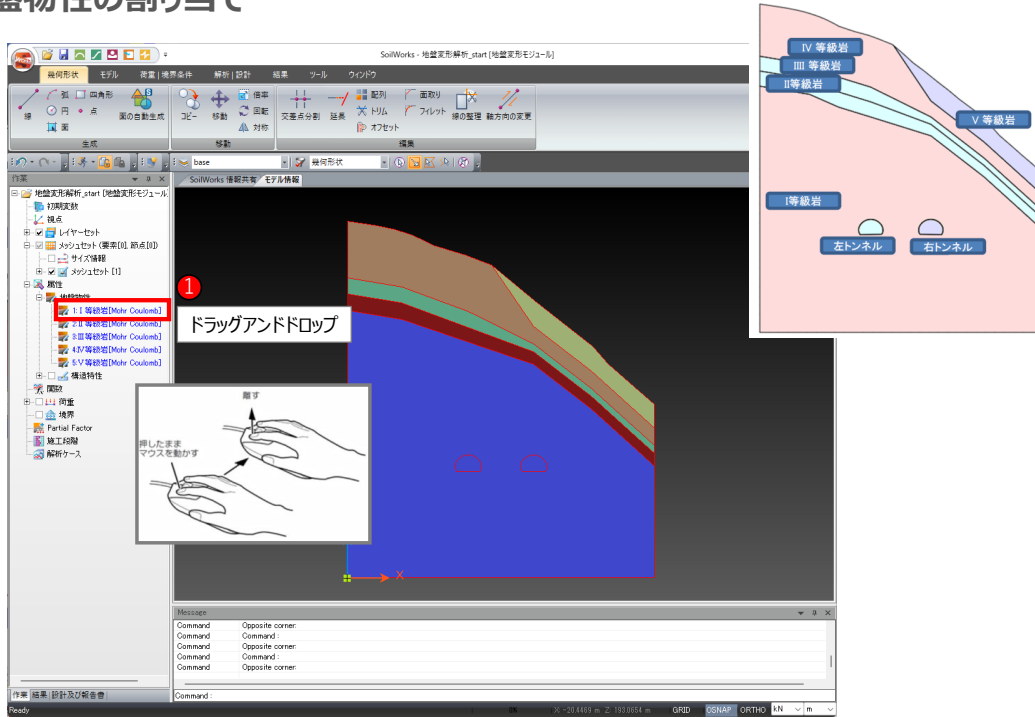 盤物性の割り当て
SoilWorks - 地盤変形解析_start [地盤変形モジュール]
幾何形状 モデル 荷重|境界条件 解析|設計 結果 ツール ウィンドウ
線 弧 四角形 円 点 面 面の自動生成
コピー 移動 倍率 回転 対称
交差点分割 延長 配列 トリム オフセット 面取り フィレット 線の整理 軸方向の変更
生成 移動 編集
base 幾何形状
作業
SoilWorks 情報共有 モデル情報
地盤変形解析_start [地盤変形モジュール
初期変数
視点
レイヤーセット
メッシュセット (要素[0], 節点[0])
サイズ情報
メッシュセット [1]
属性
地盤物性
1: I 等級岩[Mohr Coulomb]
2:II 等級岩[Mohr Coulomb]
3:III 等級岩[Mohr Coulomb]
4:IV 等級岩[Mohr Coulomb]
5:V 等級岩[Mohr Coulomb]
構造特性
関数
荷重
境界
Partial Factor
施工段階
解析ケース
1
ドラッグアンドドロップ
離す
押したまま
マウスを動かす
X
IV 等級岩
IIII 等級岩
II等級岩
V 等級岩
I等級岩
左トンネル
右トンネル
Message
Command Opposite corner:
Command Command :
Command Opposite corner:
Command Command :
Command Opposite corner:
作業 結果 設計及び報告書
Command :
Ready
X: -20.4469 m Z: 193.0654 m GRID OSNAP ORTHO kN m